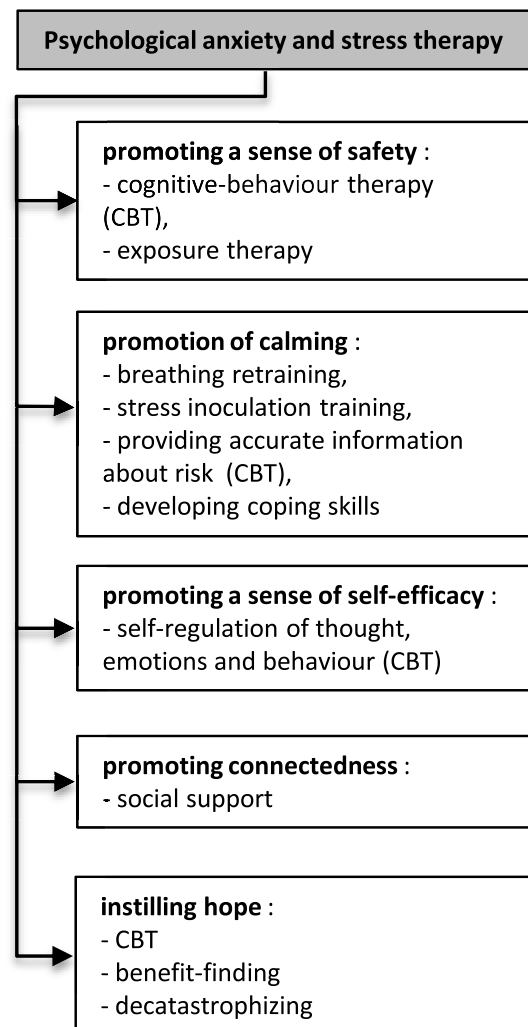 Psychological anxiety and stress therapy
promoting a sense of safety :
- cognitive-behaviour therapy
(CBT),
- exposure therapy
promotion of calming :
- breathing retraining,
- stress inoculation training,
- providing accurate information
about risk (CBT),
- developing coping skills
promoting a sense of self-efficacy :
- self-regulation of thought,
emotions and behaviour (CBT)
promoting connectedness :
- social support
instilling hope :
- CBT
- benefit-finding
- decatastrophizing